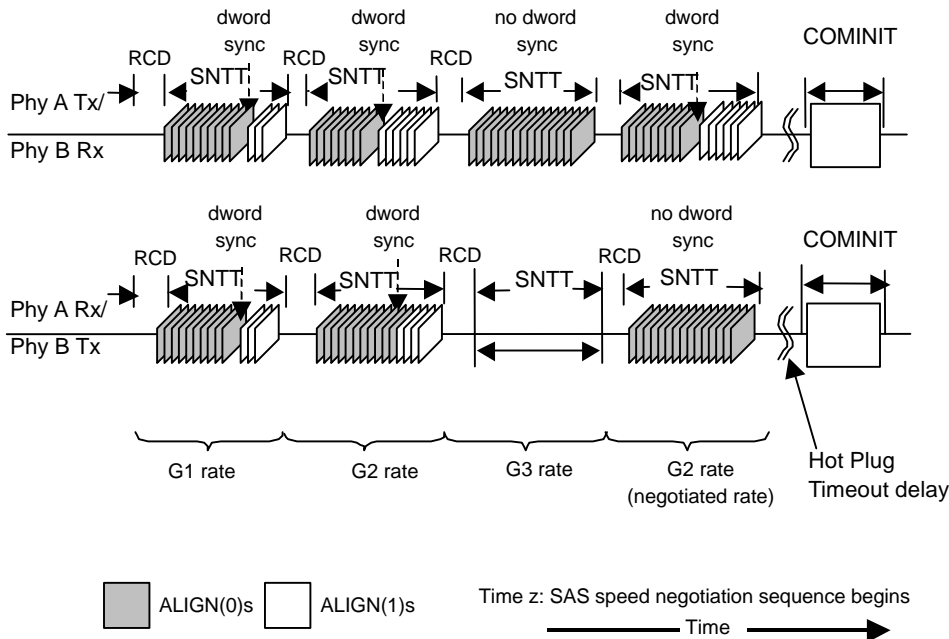 dword
sync
dword
sync
no dword
sync
dword
sync
COMINIT
RCD
SNTT
RCD
SNTT
RCD
SNTT
RCD
SNTT
Phy A Tx/
Phy B Rx
dword
sync
dword
sync
no dword
sync
COMINIT
RCD
SNTT
RCD
SNTT
RCD
SNTT
RCD
SNTT
Phy A Rx/
Phy B Tx
G1 rate
G2 rate
G3 rate
G2 rate
(negotiated rate)
Hot Plug
Timeout delay
ALIGN(0)s
ALIGN(1)s
Time z: SAS speed negotiation sequence begins
Time